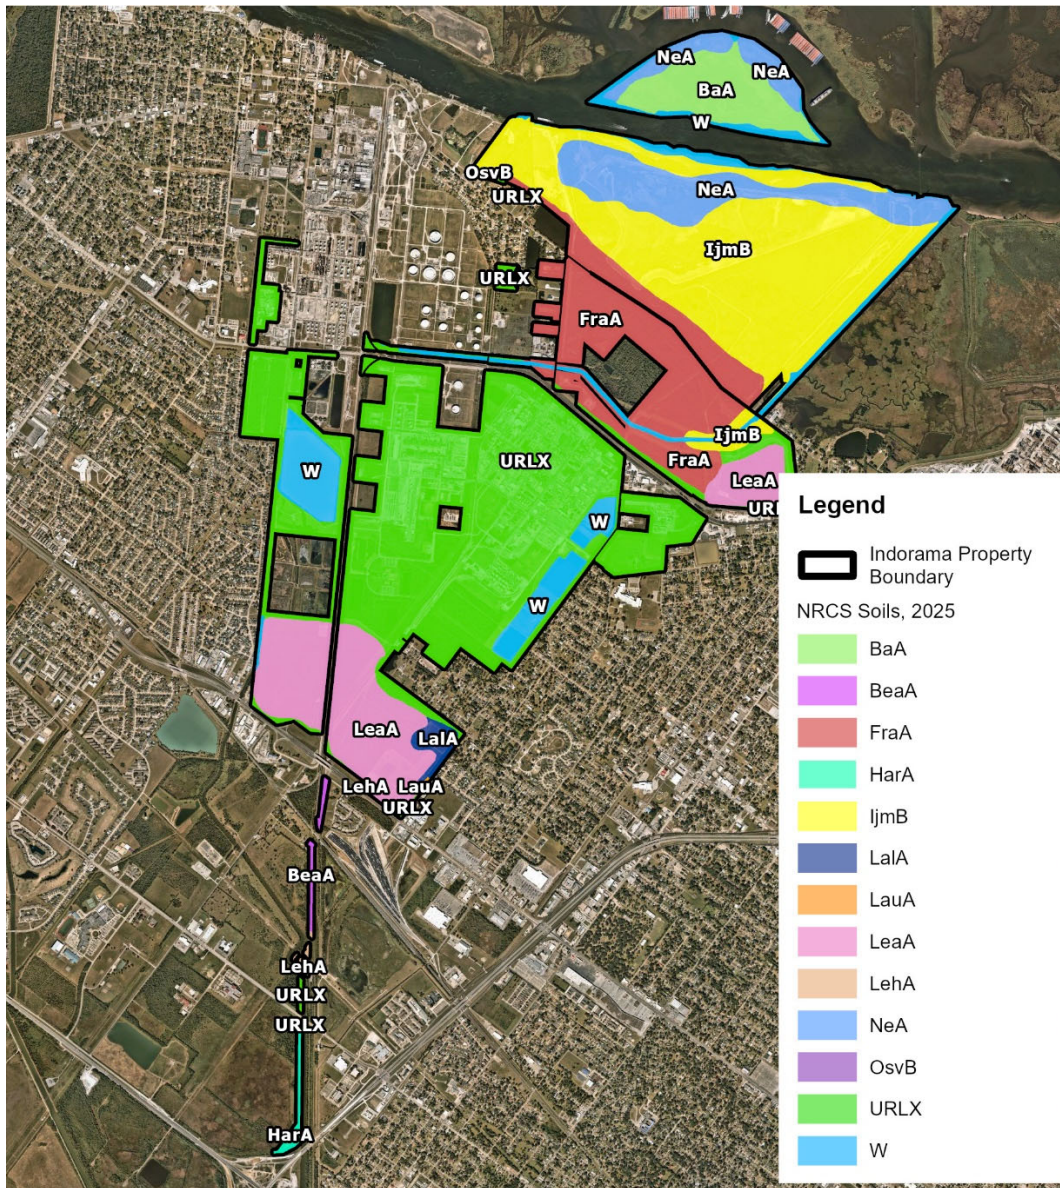 NeA
NeA
BaA
W
OsvB
URLX
NeA
IjmB
URLX
FraA
IjmB
URLX
FraA
W
LeaA
W
W
LeaA
LalA
LehA LauA
URLX
BeaA
LehA
URLX
URLX
HarA
Legend
Indorama Property
Boundary
NRCS Soils, 2025
BaA
BeaA
FraA
HarA
IjmB
LalA
LauA
LeaA
LehA
NeA
OsvB
URLX
W